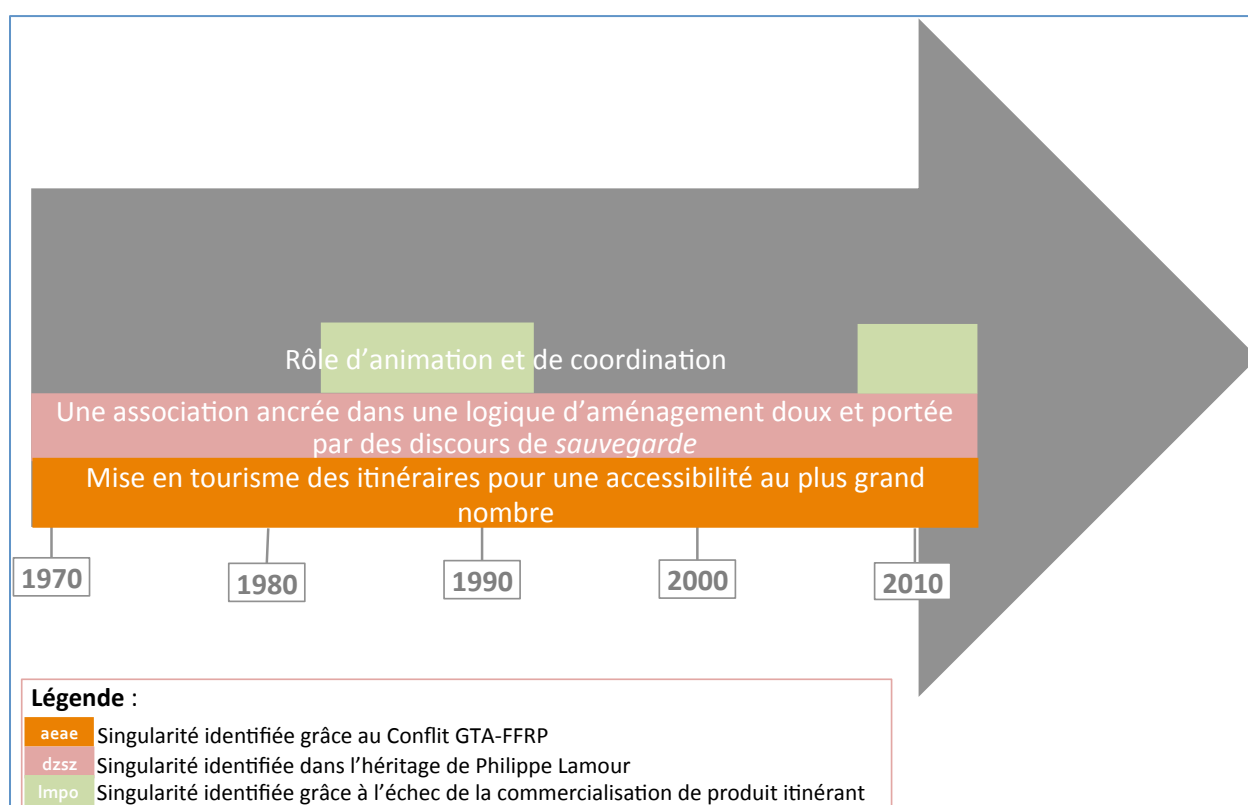 Rôle d’animation et de coordination
Une association ancrée dans une logique d’aménagement doux et portée
par des discours de sauvegarde
Mise en tourisme des itinéraires pour une accessibilité au plus grand
nombre
1970
1980
1990
2000
2010
Légende :
aeae Singularité identifiée grâce au Conflit GTA-FFRP
dzsz Singularité identifiée dans l’héritage de Philippe Lamour
lmpo Singularité identifiée grâce à l’échec de la commercialisation de produit itinérant